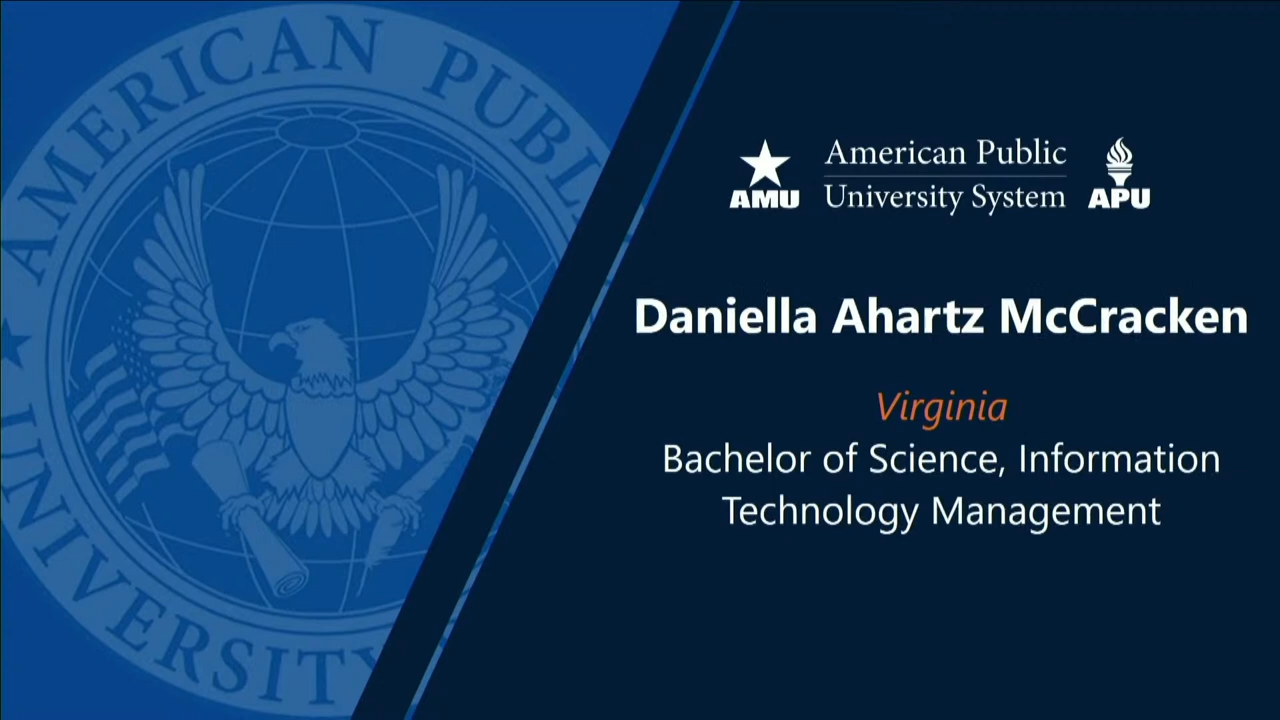 AMERICAN PUBLI
UNIVERSITY
American Public
University System
AMU
APU
Daniella Ahartz McCracken
Virginia
Bachelor of Science, Information
Technology Management